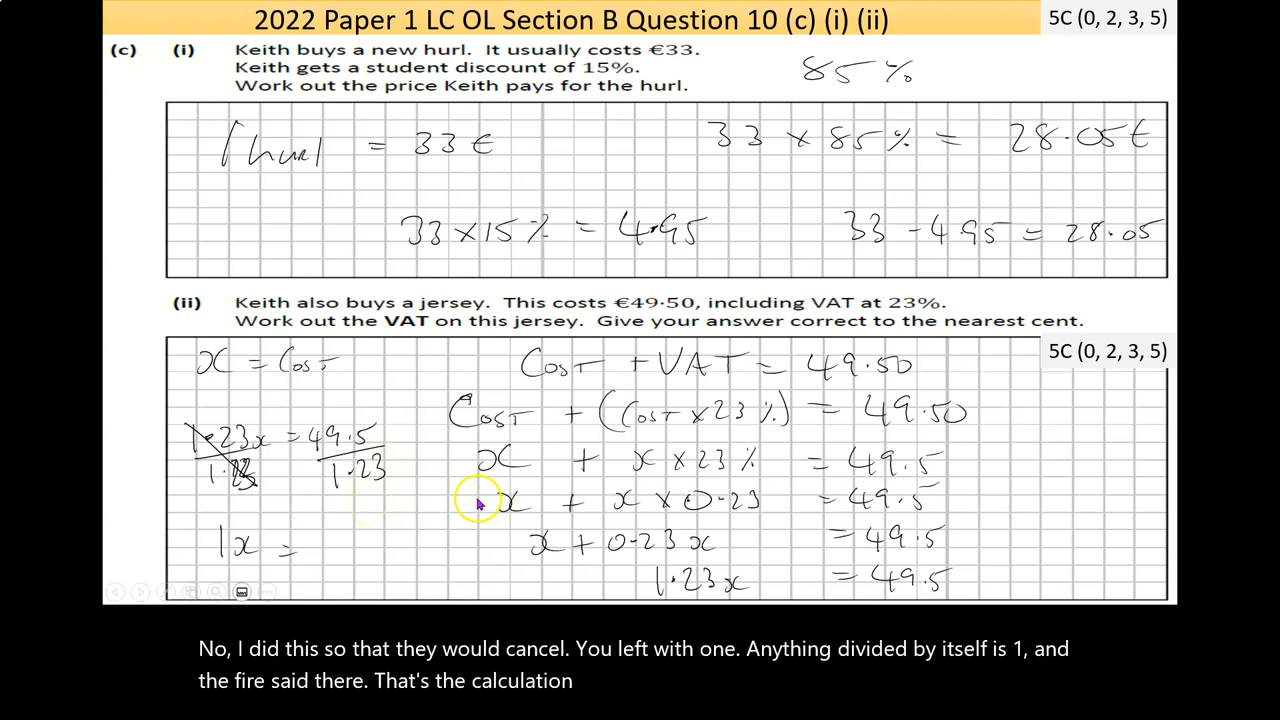 2022 Paper 1 LC OL Section B Question 10 (c) (i) (ii)
5C (0, 2, 3, 5)
(c) (i) Keith buys a new hurl. It usually costs €33.
Keith gets a student discount of 15%.
Work out the price Keith pays for the hurl.
85%
1 hurl = 33€
33 × 85% = 28.05€
33 × 15% = 4.95
33 - 4.95 = 28.05
(ii) Keith also buys a jersey. This costs €49·50, including VAT at 23%.
Work out the VAT on this jersey. Give your answer correct to the nearest cent.
5C (0, 2, 3, 5)
x = Cost
Cost + VAT = 49.50
Cost + (Cost × 23%) = 49.50
1.23x = 49.5
1.23 1.23
x + x × 23% = 49.5
x + x × 0.23 = 49.5
1x =
x + 0.23x = 49.5
1.23x = 49.5
No, I did this so that they would cancel. You left with one. Anything divided by itself is 1, and
the fire said there. That's the calculation